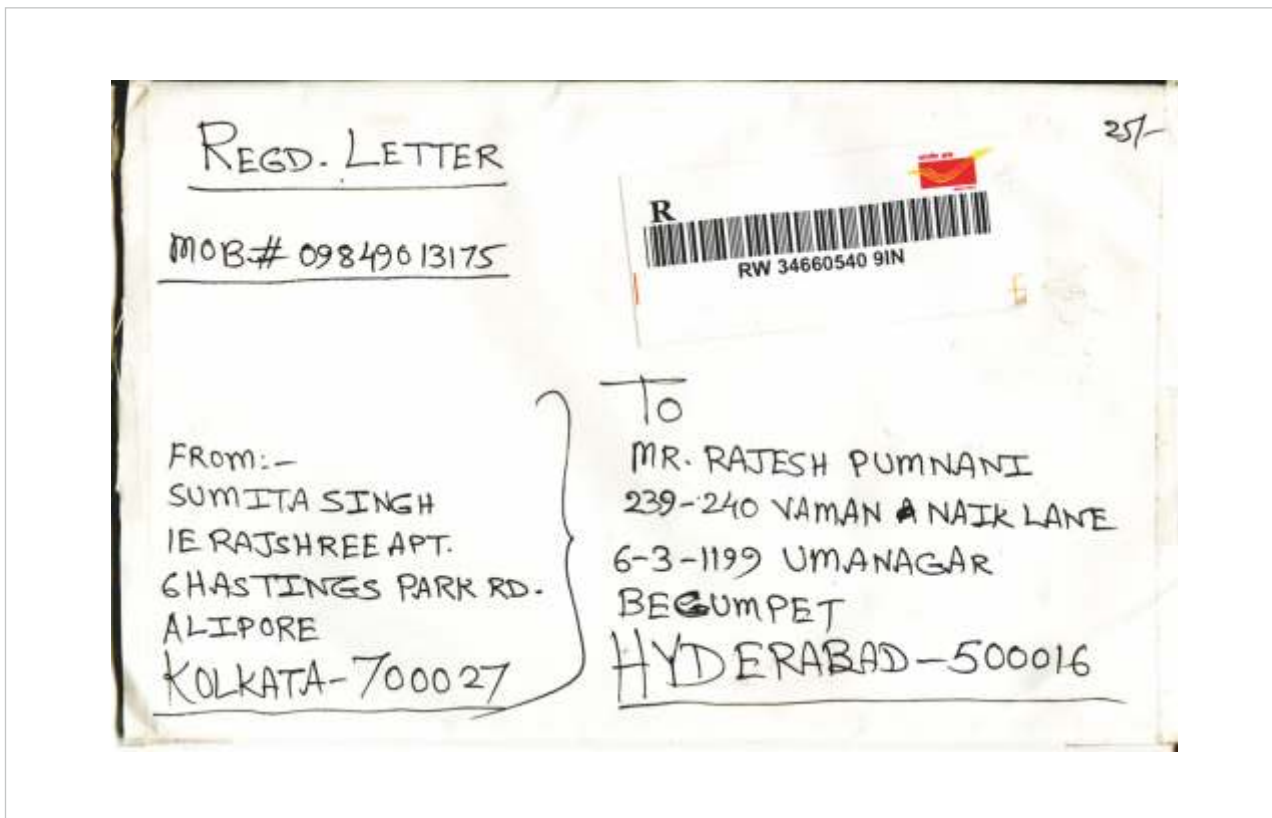 REGD. LETTER
25/-
MOB# 09849013175
R
RW 34660540 9IN
FROM:-
SUMITA SINGH
1E RAJSHREE APT.
6 HASTINGS PARK RD.
ALIPORE
KOLKATA-700027
TO
MR. RAJESH PUMNANI
239-240 VAMAN NAIK LANE
6-3-1199 UMANAGAR
BEGUMPET
HYDERABAD-500016